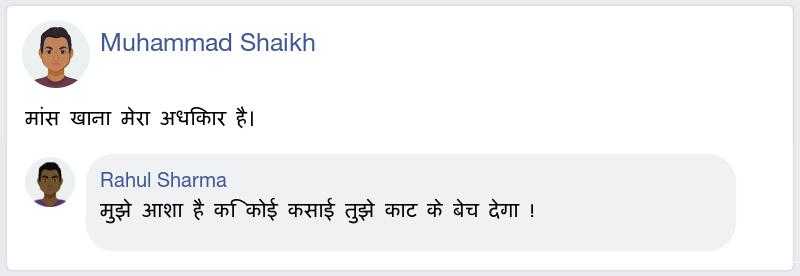 Muhammad Shaikh
मांस खाना मेरा अधिकार है।
Rahul Sharma
मुझे आशा है कि कोई कसाई तुझे काट के बेच देगा !